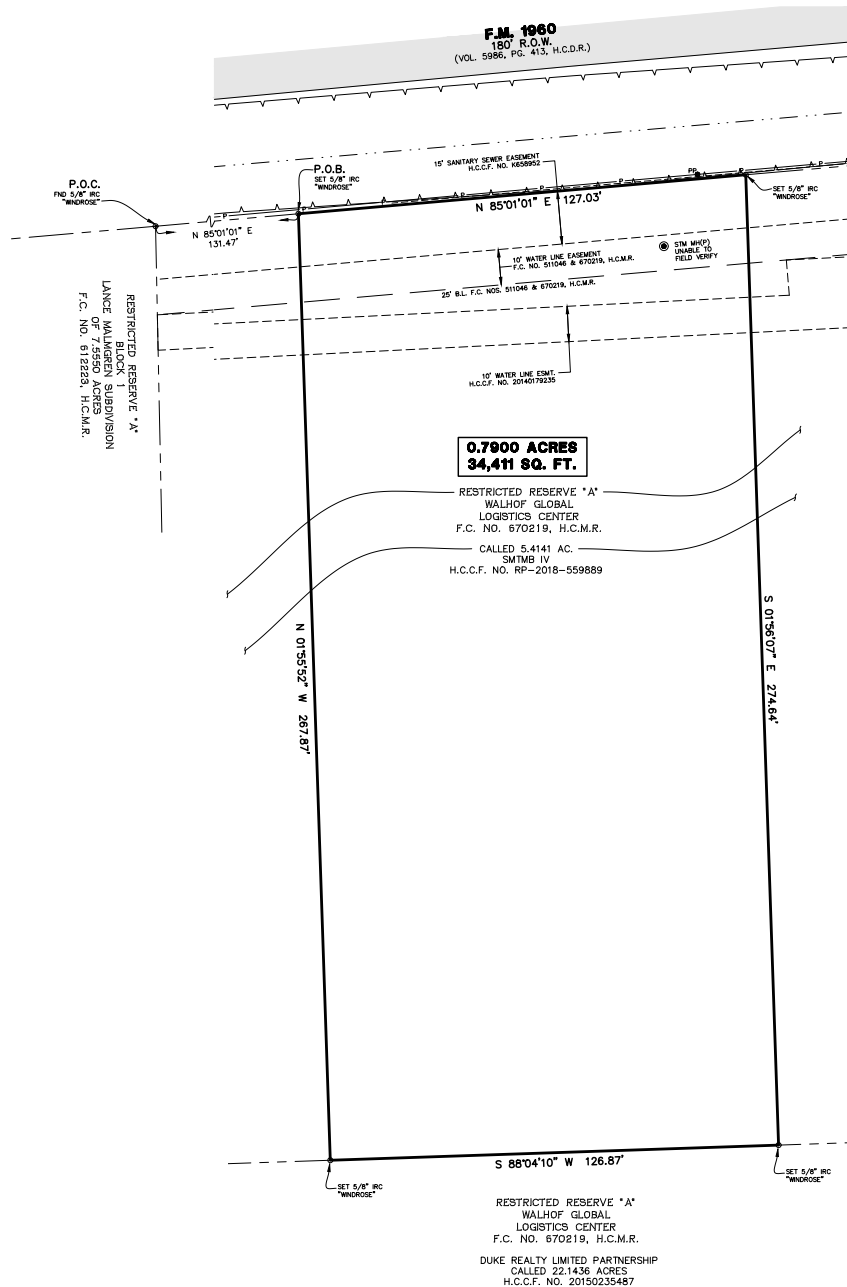 F.M. 1960
180' R.O.W.
(VOL. 5986, PG. 413, H.C.D.R.)
P.O.C.
FND 5/8" IRC
"WINDROSE"
P.O.B.
SET 5/8" IRC
"WINDROSE"
15' SANITARY SEWER EASEMENT
H.C.C.F. NO. K658952
PP
P
P
P
P
P
P
P
P
SET 5/8" IRC
"WINDROSE"
N 85°01'01" E 127.03'
N 85°01'01" E
131.47'
STM MH(P)
UNABLE TO
FIELD VERIFY
10' WATER LINE EASEMENT
F.C. NO. 511046 & 670219, H.C.M.R.
25' B.L. F.C. NOS. 511046 & 670219, H.C.M.R.
RESTRICTED RESERVE "A"
BLOCK 1
LANCE MALMGREN SUBDIVISION
OF 7.5550 ACRES
F.C. NO. 612223, H.C.M.R.
10' WATER LINE ESMT.
H.C.C.F. NO. 20140179235
0.7900 ACRES
34,411 SQ. FT.
RESTRICTED RESERVE "A"
WALHOF GLOBAL
LOGISTICS CENTER
F.C. NO. 670219, H.C.M.R.
CALLED 5.4141 AC.
SMTMB IV
H.C.C.F. NO. RP-2018-559889
N 01°55'52" W 267.87'
S 01°56'07" E 274.64'
S 88°04'10" W 126.87'
SET 5/8" IRC
"WINDROSE"
SET 5/8" IRC
"WINDROSE"
RESTRICTED RESERVE "A"
WALHOF GLOBAL
LOGISTICS CENTER
F.C. NO. 670219, H.C.M.R.
DUKE REALTY LIMITED PARTNERSHIP
CALLED 22.1436 ACRES
H.C.C.F. NO. 20150235487